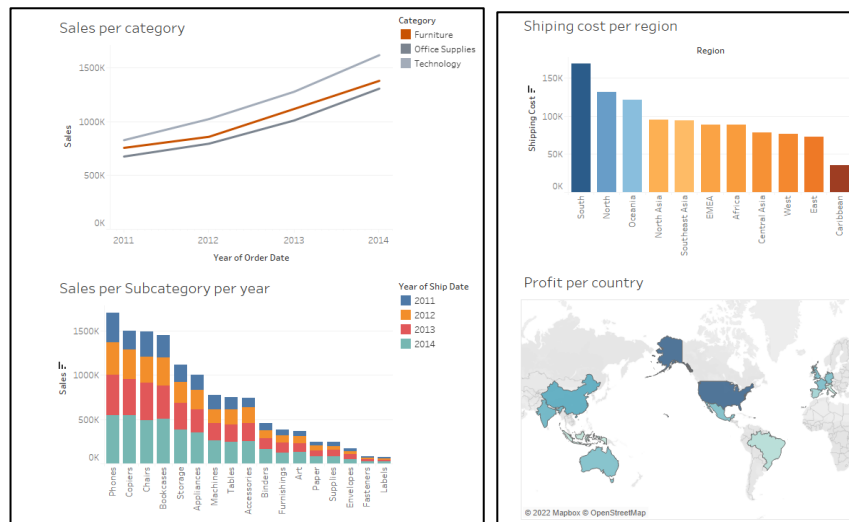 Sales per category
Category
Furniture
Office Supplies
Technology
1500K
1000K
500K
0K
Sales
2011 2012 2013 2014
Year of Order Date
Sales per Subcategory per year
Year of Ship Date
2011
2012
2013
2014
1500K
1000K
500K
0K
Sales
Phones
Copiers
Chairs
Bookcases
Storage
Appliances
Machines
Tables
Accessories
Binders
Furnishings
Art
Paper
Supplies
Envelopes
Fasteners
Labels
Shiping cost per region
Region
150K
100K
50K
0K
Shipping Cost
South
North
Oceania
North Asia
Southeast Asia
EMEA
Africa
Central Asia
West
East
Caribbean
Profit per country
© 2022 Mapbox © OpenStreetMap